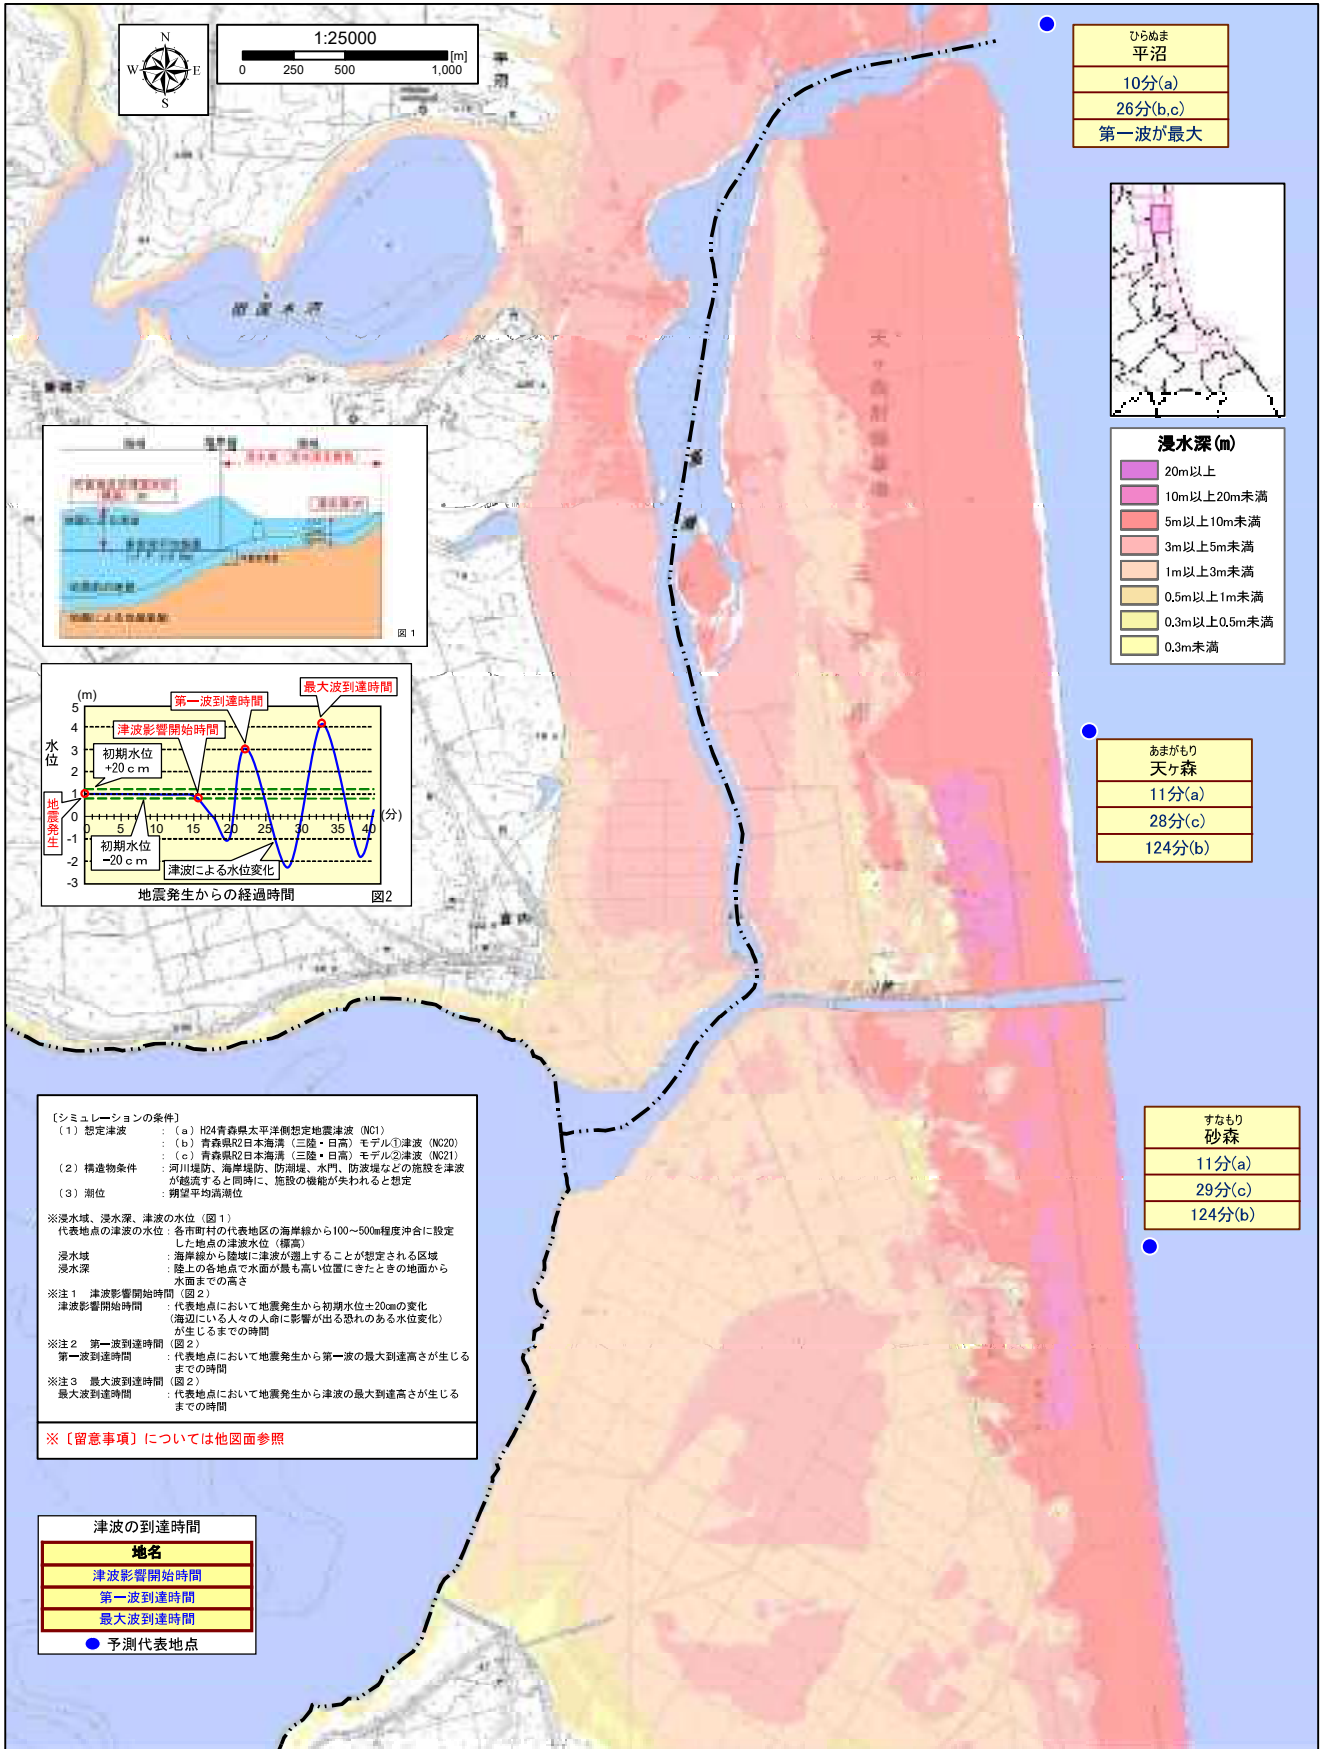 N
W
E
S
1:25000
[m]
0 250 500 1,000
平沼
ひらぬま
平沼
10分(a)
26分(b,c)
第一波が最大
浸水深(m)
20m以上
10m以上20m未満
5m以上10m未満
3m以上5m未満
1m以上3m未満
0.5m以上1m未満
0.3m以上0.5m未満
0.3m未満
図1
(m)
水位
5
4
3
2
1
0
-1
-2
-3
第一波到達時間
最大波到達時間
津波影響開始時間
初期水位
+20cm
地震発生
0 5 10 15 20 25 30 35 40
(分)
初期水位
-20cm
津波による水位変化
地震発生からの経過時間
図2
あまがもり
天ヶ森
11分(a)
28分(c)
124分(b)
すなもり
砂森
11分(a)
29分(c)
124分(b)
〔シミュレーションの条件〕
(1)想定津波 :(a)H24青森県太平洋側想定地震津波(NC1)
:(b)青森県R2日本海溝(三陸・日高)モデル①津波(NC20)
:(c)青森県R2日本海溝(三陸・日高)モデル②津波(NC21)
(2)構造物条件 :河川堤防、海岸堤防、防潮堤、水門、防波堤などの施設を津波
が越流すると同時に、施設の機能が失われると想定
(3)潮位 :朔望平均満潮位
※浸水域、浸水深、津波の水位(図1)
代表地点の津波の水位:各市町村の代表地区の海岸線から100~500m程度沖合に設定
した地点の津波水位(標高)
浸水域 :海岸線から陸域に津波が遡上することが想定される区域
浸水深 :陸上の各地点で水面が最も高い位置にきたときの地面から
水面までの高さ
※注1 津波影響開始時間(図2)
津波影響開始時間 :代表地点において地震発生から初期水位±20cmの変化
(海辺にいる人々の人命に影響が出る恐れのある水位変化)
が生じるまでの時間
※注2 第一波到達時間(図2)
第一波到達時間 :代表地点において地震発生から第一波の最大到達高さが生じる
までの時間
※注3 最大波到達時間(図2)
最大波到達時間 :代表地点において地震発生から津波の最大到達高さが生じる
までの時間
※〔留意事項〕については他図面参照
津波の到達時間
地名
津波影響開始時間
第一波到達時間
最大波到達時間
予測代表地点